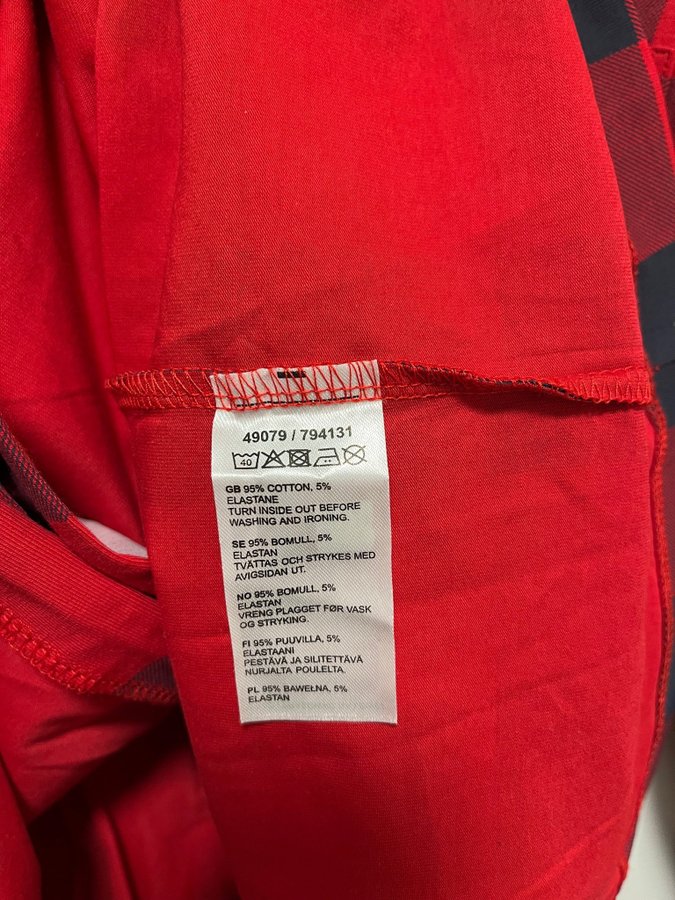 49079 / 794131
40
GB 95% COTTON, 5%
ELASTANE
TURN INSIDE OUT BEFORE
WASHING AND IRONING.
SE 95% BOMULL, 5%
ELASTAN
TVÄTTAS OCH STRYKES MED
AVIGSIDAN UT.
NO 95% BOMULL, 5%
ELASTAN
VRENG PLAGGET FØR VASK
OG STRYKING.
FI 95% PUUVILLA, 5%
ELASTAANI
PESTÄVÄ JA SILITETTÄVÄ
NURJALTA POULELTA.
PL 95% BAWEŁNA, 5%
ELASTAN